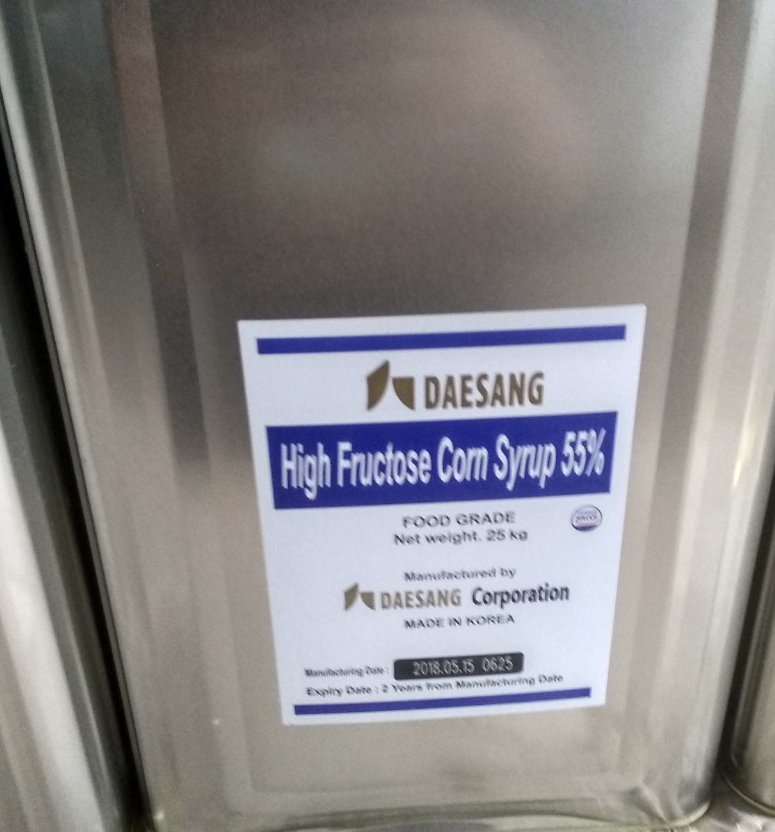 DAESANG
High Fructose Corn Syrup 55%
FOOD GRADE
Net weight. 25 kg
Manufactured by
DAESANG Corporation
MADE IN KOREA
Manufacturing Date : 2018.05.15 0625
Expiry Date : 2 Years from Manufacturing Date